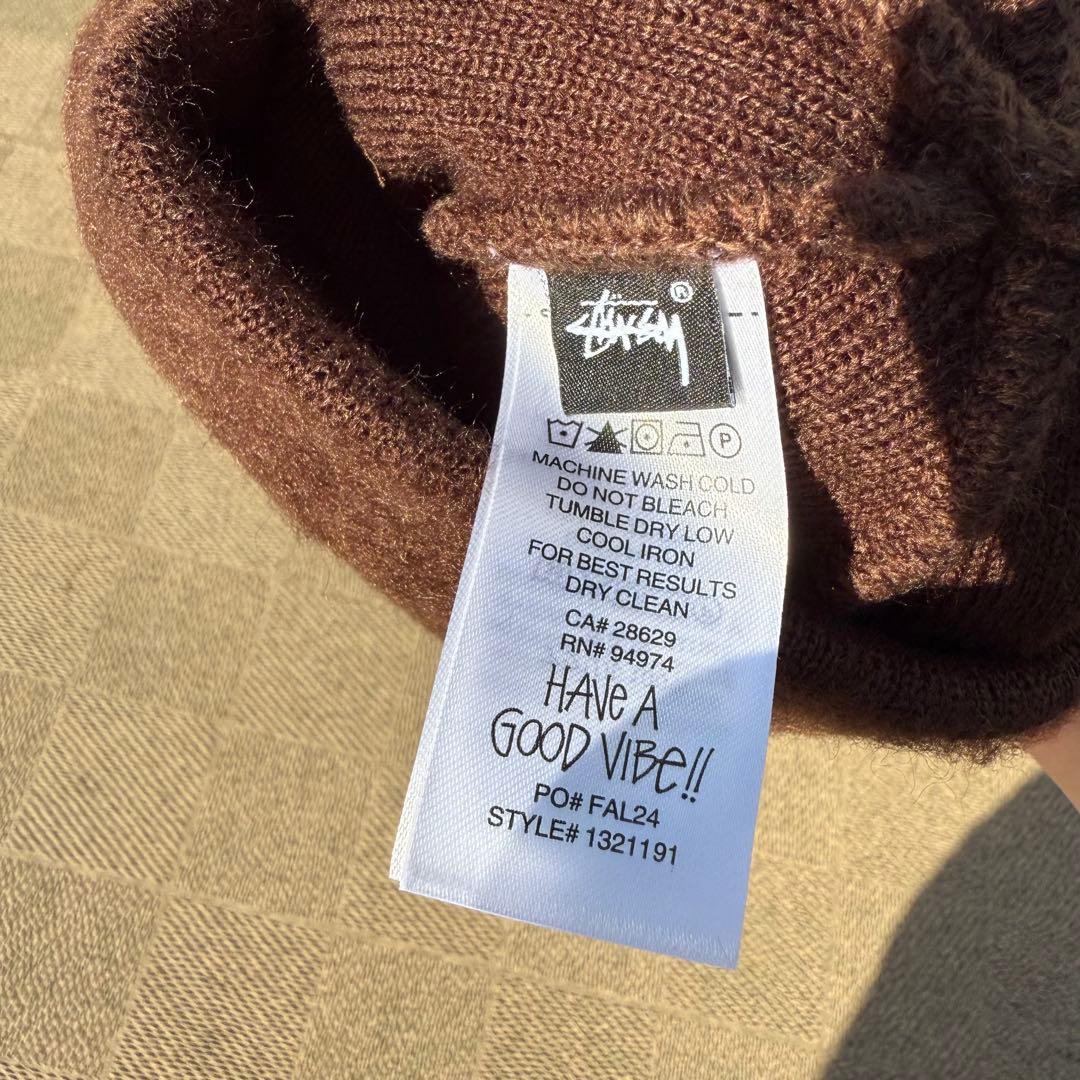 Stüssy ®
P
MACHINE WASH COLD
DO NOT BLEACH
TUMBLE DRY LOW
COOL IRON
FOR BEST RESULTS
DRY CLEAN
CA# 28629
RN# 94974
HAVe A
GOOD VIBe!!
PO# FAL24
STYLE# 1321191